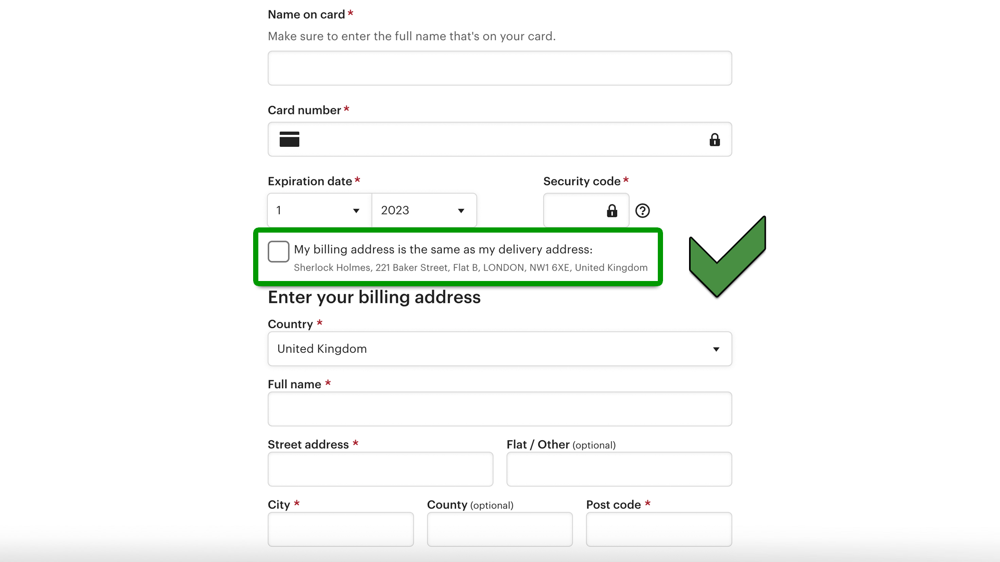 Name on card *
Make sure to enter the full name that's on your card.
Card number *
Expiration date * Security code *
1 2023 ?
My billing address is the same as my delivery address:
Sherlock Holmes, 221 Baker Street, Flat B, LONDON, NW1 6XE, United Kingdom
Enter your billing address
Country *
United Kingdom
Full name *
Street address * Flat / Other (optional)
City * County (optional) Post code *